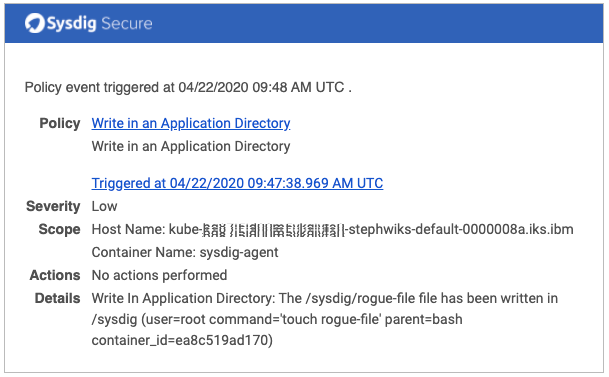 Sysdig Secure
Policy event triggered at 04/22/2020 09:48 AM UTC .
Policy Write in an Application Directory
Write in an Application Directory
Triggered at 04/22/2020 09:47:38.969 AM UTC
Severity Low
Scope Host Name: kube- -stephwiks-default-0000008a.iks.ibm
Container Name: sysdig-agent
Actions No actions performed
Details Write In Application Directory: The /sysdig/rogue-file file has been written in
/sysdig (user=root command='touch rogue-file' parent=bash
container_id=ea8c519ad170)